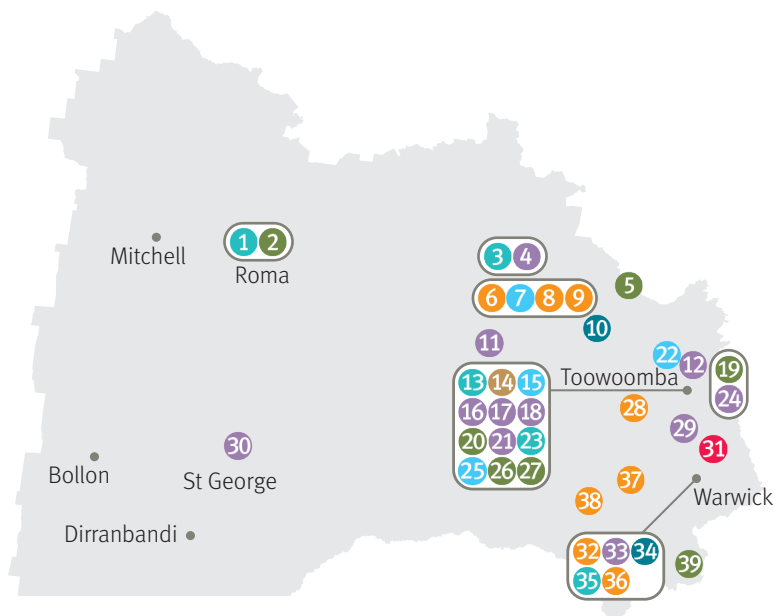 1 2
Mitchell
Roma
3 4
5
6 7 8 9
10
11
22 12
19
24
Toowoomba
13 14 15
16 17 18
20 21 23
25 26 27
28
29
31
30
Bollon
St George
37
38
Warwick
Dirranbandi
32 33 34
35 36
39